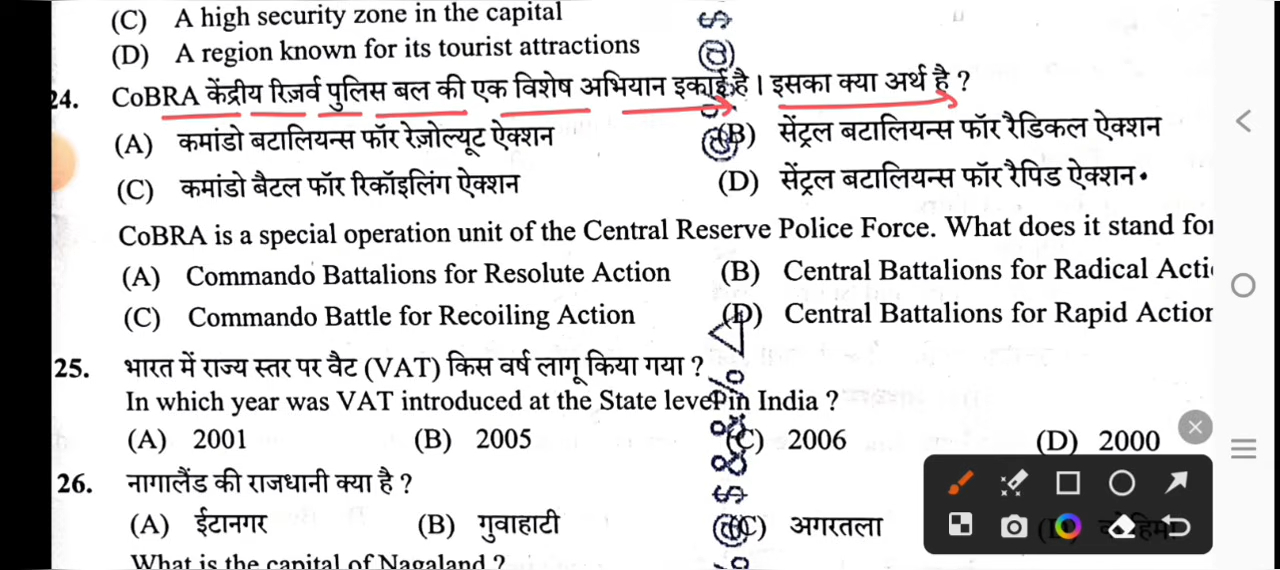 (C) A high security zone in the capital
(D) A region known for its tourist attractions
24. CoBRA केंद्रीय रिज़र्व पुलिस बल की एक विशेष अभियान इकाई है। इसका क्या अर्थ है ?
(A) कमांडो बटालियन्स फॉर रेज़ोल्यूट ऐक्शन (B) सेंट्रल बटालियन्स फॉर रैडिकल ऐक्शन
(C) कमांडो बैटल फॉर रिकॉइलिंग ऐक्शन (D) सेंट्रल बटालियन्स फॉर रैपिड ऐक्शन
CoBRA is a special operation unit of the Central Reserve Police Force. What does it stand for
(A) Commando Battalions for Resolute Action (B) Central Battalions for Radical Acti
(C) Commando Battle for Recoiling Action (D) Central Battalions for Rapid Action
25. भारत में राज्य स्तर पर वैट (VAT) किस वर्ष लागू किया गया ?
In which year was VAT introduced at the State level in India ?
(A) 2001 (B) 2005 (C) 2006 (D) 2000
26. नागालैंड की राजधानी क्या है ?
(A) ईटानगर (B) गुवाहाटी (C) अगरतला (D)
What is the capital of Nagaland ?